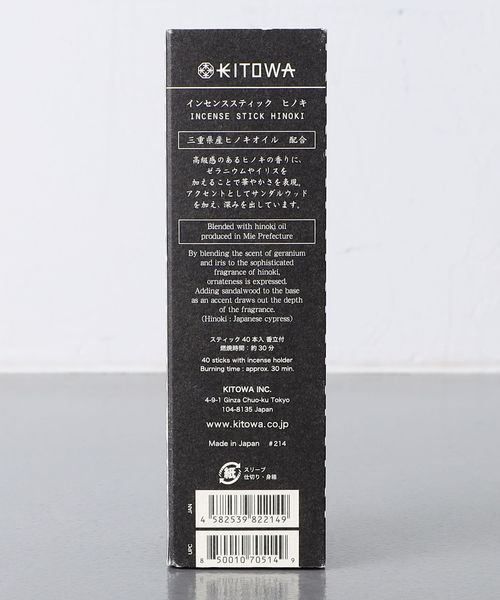 KITOWA
インセンススティック ヒノキ
INCENSE STICK HINOKI
三重県産ヒノキオイル 配合
高級感のあるヒノキの香りに、
ゼラニウムやイリスを
加えることで華やかさを表現。
アクセントとしてサンダルウッド
を加え、深みを出しています。
Blended with hinoki oil
produced in Mie Prefecture
By blending the scent of geranium
and iris to the sophisticated
fragrance of hinoki,
ornateness is expressed.
Adding sandalwood to the base
as an accent draws out the depth
of the fragrance.
(Hinoki : Japanese cypress)
スティック40本入 香立付
燃焼時間：約30分
40 sticks with incense holder
Burning time : approx. 30 min.
KITOWA INC.
4-9-1 Ginza Chuo-ku Tokyo
104-8135 Japan
www.kitowa.co.jp
Made in Japan #214
紙
スリーブ
仕切り・身箱
JAN
4 582539 822149
UPC
8 50010 70514 9